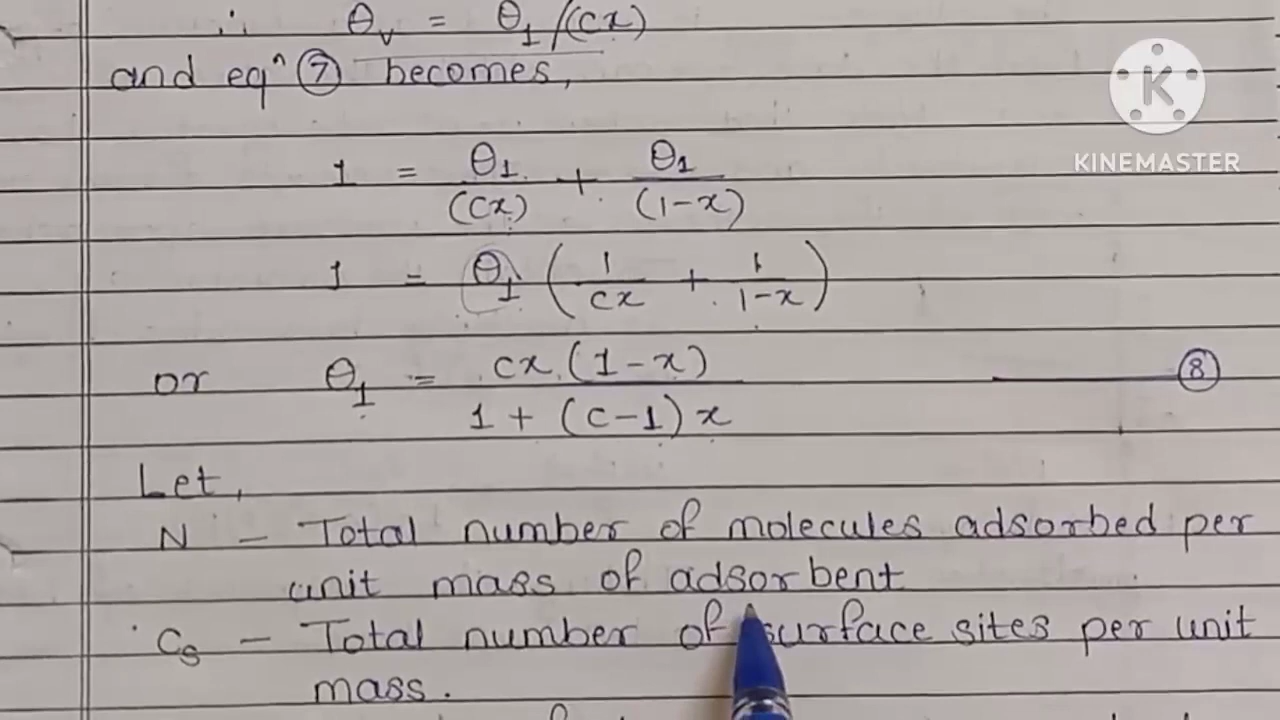 ∴ θv = θ1/(cx)
and eqⁿ ⑦ becomes,
KINEMASTER
1 = θ1/(cx) + θ1/(1-x)
1 = θ1 (1/cx + 1/1-x)
or θ1 = cx.(1-x)/1+(c-1)x ⑧
Let,
N - Total number of molecules adsorbed per
unit mass of adsorbent
Cs - Total number of surface sites per unit
mass.